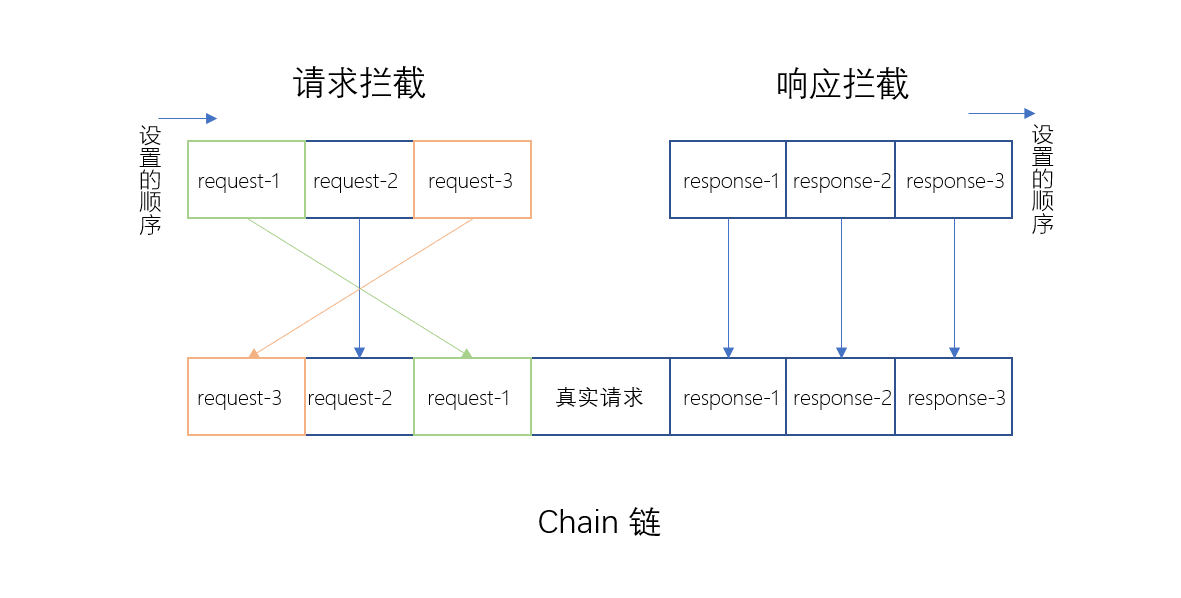 请求拦截
响应拦截
设置的顺序
request-1
request-2
request-3
response-1
response-2
response-3
设置的顺序
request-3
request-2
request-1
真实请求
response-1
response-2
response-3
Chain 链